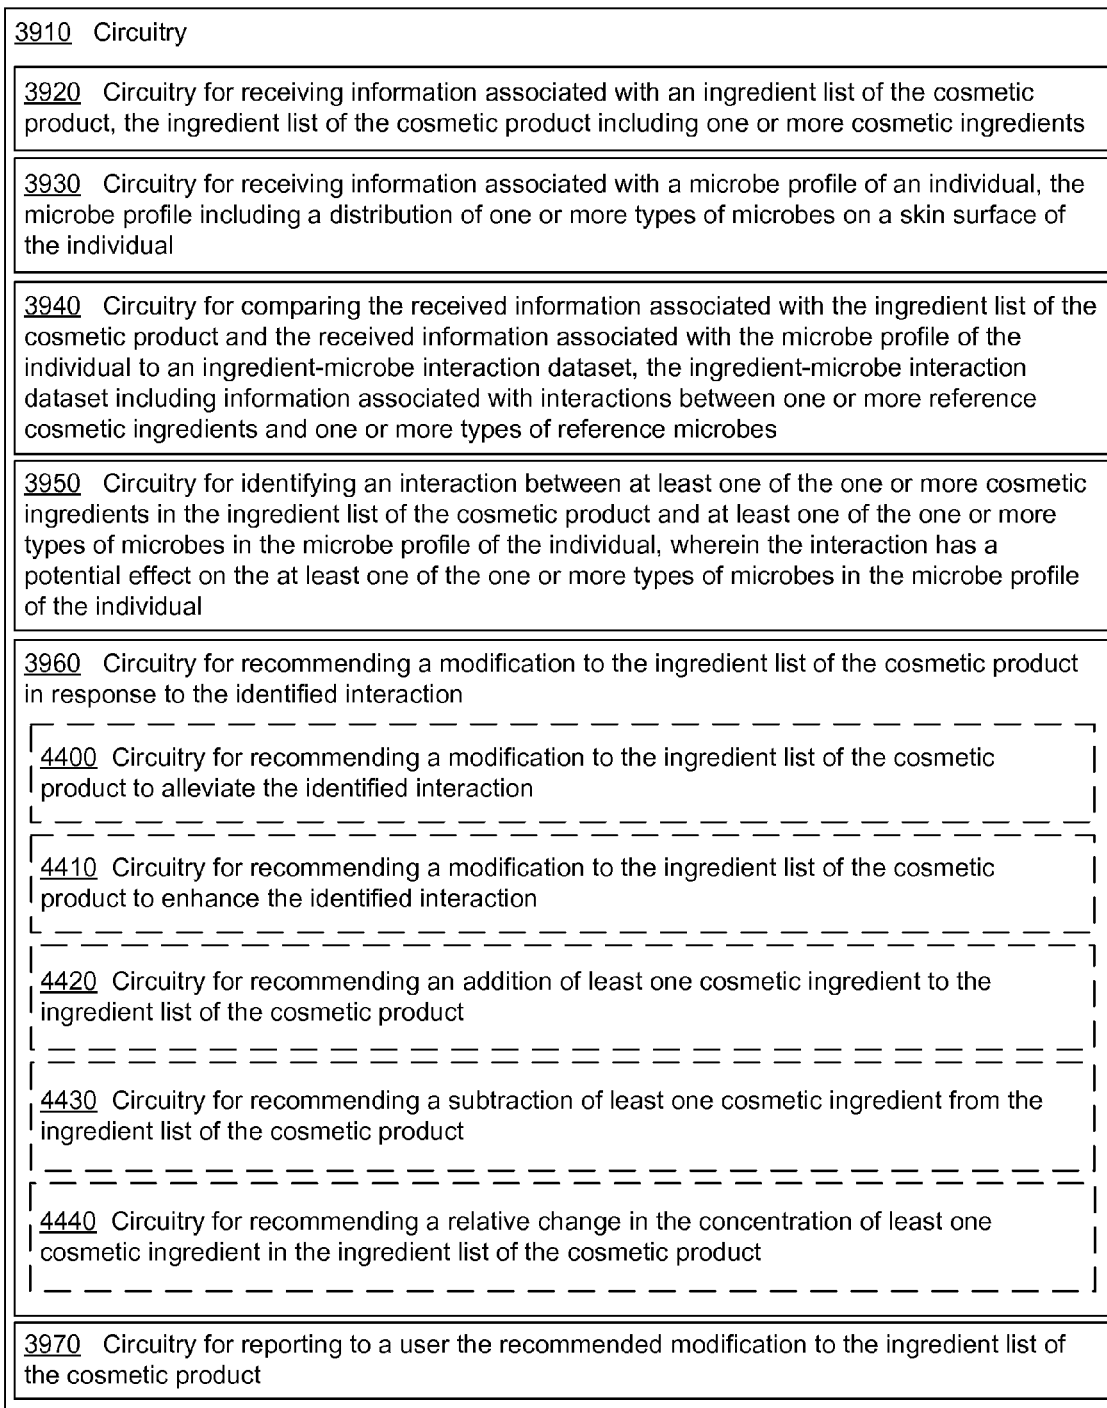 3910 Circuitry
3920 Circuitry for receiving information associated with an ingredient list of the cosmetic
product, the ingredient list of the cosmetic product including one or more cosmetic ingredients
3930 Circuitry for receiving information associated with a microbe profile of an individual, the
microbe profile including a distribution of one or more types of microbes on a skin surface of
the individual
3940 Circuitry for comparing the received information associated with the ingredient list of the
cosmetic product and the received information associated with the microbe profile of the
individual to an ingredient-microbe interaction dataset, the ingredient-microbe interaction
dataset including information associated with interactions between one or more reference
cosmetic ingredients and one or more types of reference microbes
3950 Circuitry for identifying an interaction between at least one of the one or more cosmetic
ingredients in the ingredient list of the cosmetic product and at least one of the one or more
types of microbes in the microbe profile of the individual, wherein the interaction has a
potential effect on the at least one of the one or more types of microbes in the microbe profile
of the individual
3960 Circuitry for recommending a modification to the ingredient list of the cosmetic product
in response to the identified interaction
4400 Circuitry for recommending a modification to the ingredient list of the cosmetic
product to alleviate the identified interaction
4410 Circuitry for recommending a modification to the ingredient list of the cosmetic
product to enhance the identified interaction
4420 Circuitry for recommending an addition of least one cosmetic ingredient to the
ingredient list of the cosmetic product
4430 Circuitry for recommending a subtraction of least one cosmetic ingredient from the
ingredient list of the cosmetic product
4440 Circuitry for recommending a relative change in the concentration of least one
cosmetic ingredient in the ingredient list of the cosmetic product
3970 Circuitry for reporting to a user the recommended modification to the ingredient list of
the cosmetic product